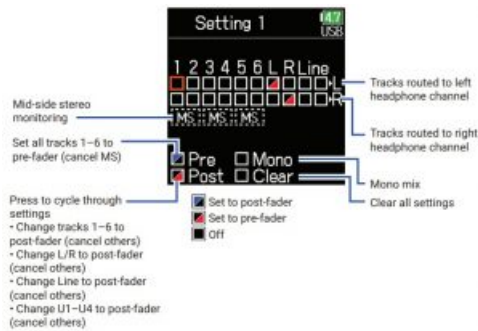 Setting 1
4.7
USB
1 2 3 4 5 6 L R Line
L
R
MS MS MS
Pre
Mono
Post
Clear
Mid-side stereo
monitoring
Set all tracks 1–6 to
pre-fader (cancel MS)
Press to cycle through
settings
• Change tracks 1–6 to
post-fader (cancel others)
• Change L/R to post-fader
(cancel others)
• Change Line to post-fader
(cancel others)
• Change U1–U4 to post-fader
(cancel others)
Tracks routed to left
headphone channel
Tracks routed to right
headphone channel
Mono mix
Clear all settings
Set to post-fader
Set to pre-fader
Off